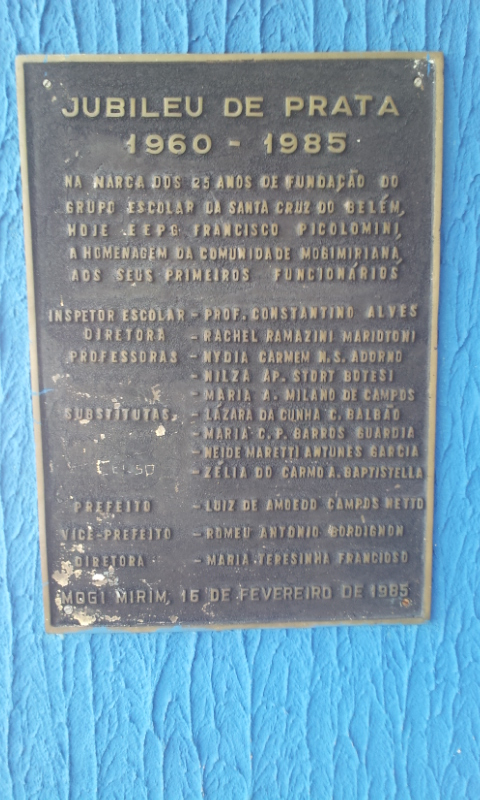 JUBILEU DE PRATA
1960 - 1985
NA MARCA DOS 25 ANOS DE FUNDAÇÃO DO
GRUPO ESCOLAR DA SANTA CRUZ DO BELÉM,
HOJE E E P G FRANCISCO PICOLOMINI,
A HOMENAGEM DA COMUNIDADE MOGIMIRIANA
AOS SEUS PRIMEIROS FUNCIONÁRIOS
INSPETOR ESCOLAR - PROF. CONSTANTINO ALVES
DIRETORA - RACHEL RAMAZINI MARIOTONI
PROFESSORAS - NYDIA CARMEM N. S. ADORNO
- NILZA AP. STORT BOTESI
- MARIA A. MILANO DE CAMPOS
SUBSTITUTAS - LÁZARA DA CUNHA C. BALBÃO
- MARIA C. P. BARROS GUARDIA
- NEIDE MARETTI ANTUNES GARCIA
CELSO - ZÉLIA DO CARMO A. BAPTISTELLA
PREFEITO - LUIZ DE AMOEDO CAMPOS NETTO
VICE-PREFEITO - ROMEU ANTONIO BORDIGNON
DIRETORA - MARIA TERESINHA FRANCIOSO
MOGI MIRIM, 15 DE FEVEREIRO DE 1985